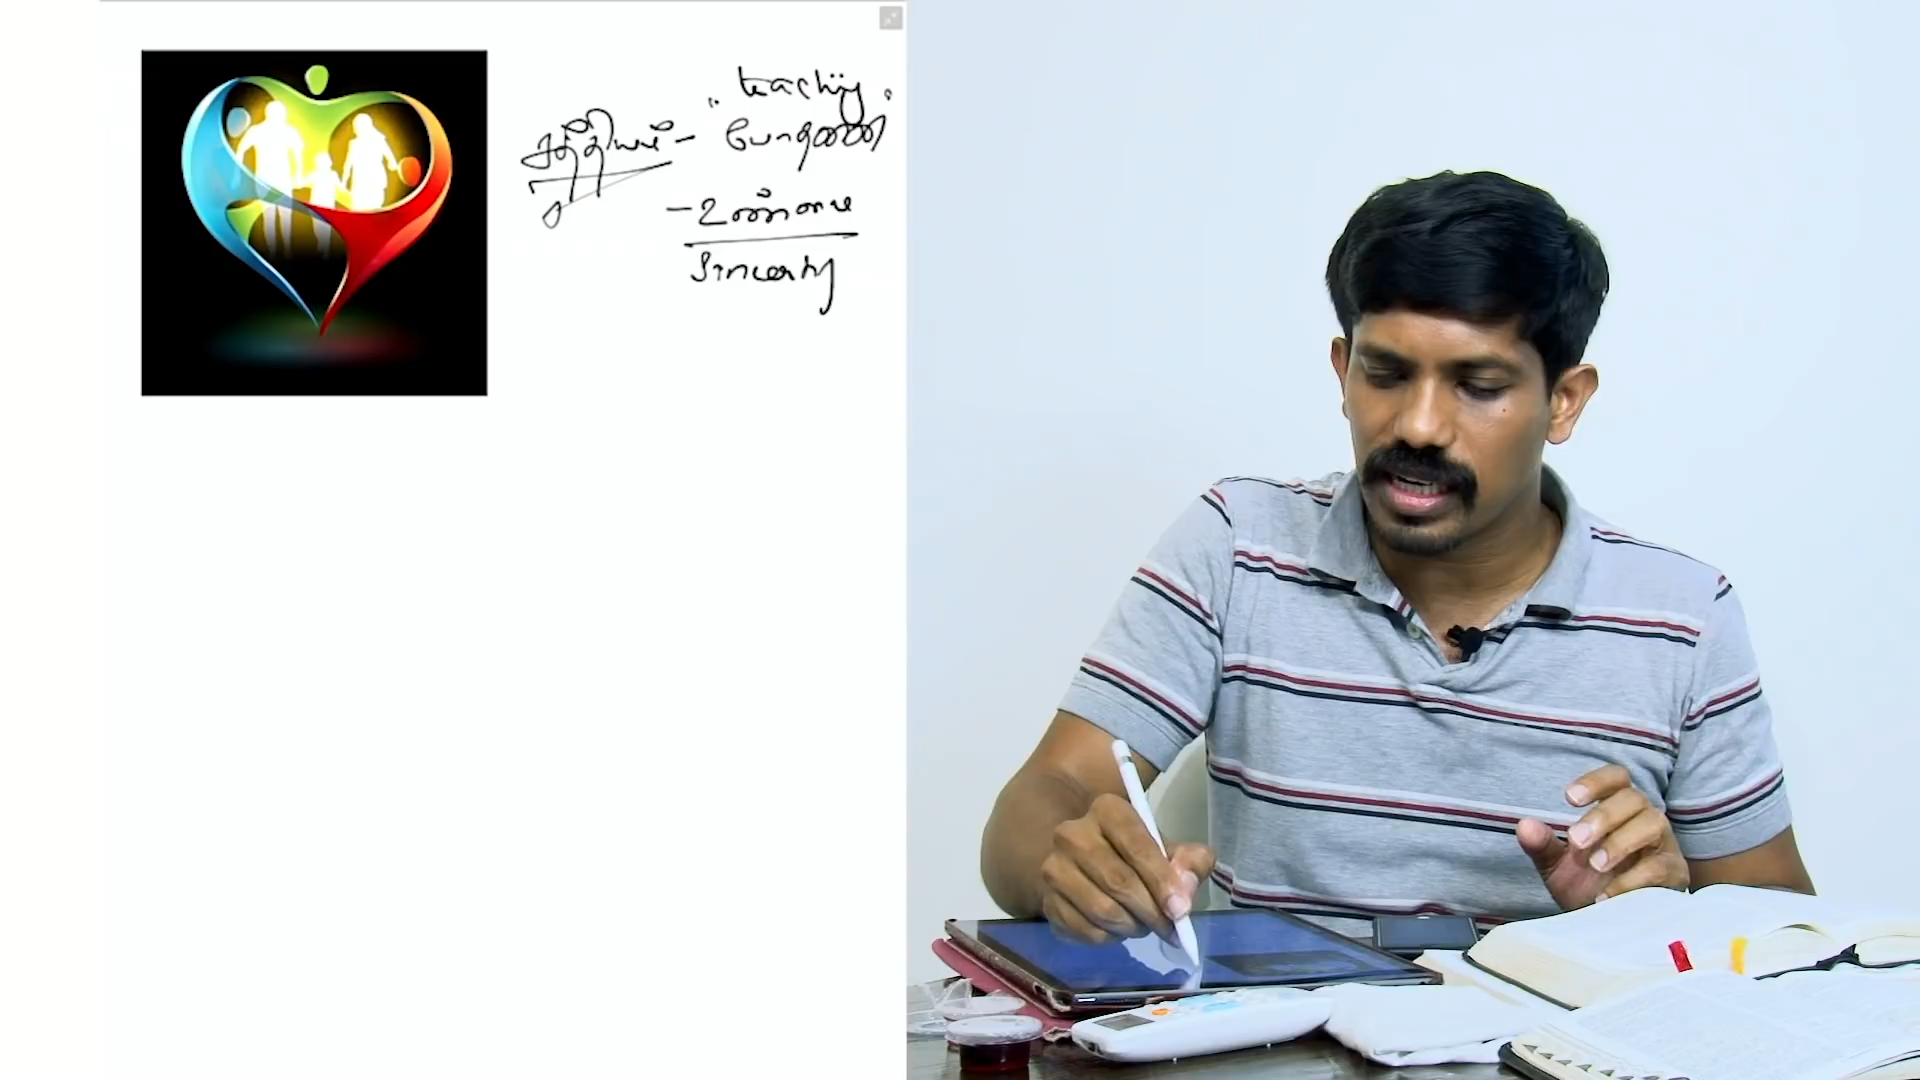 " teaching "
சத்தியம் - போதனை
- உண்மை
sincerity